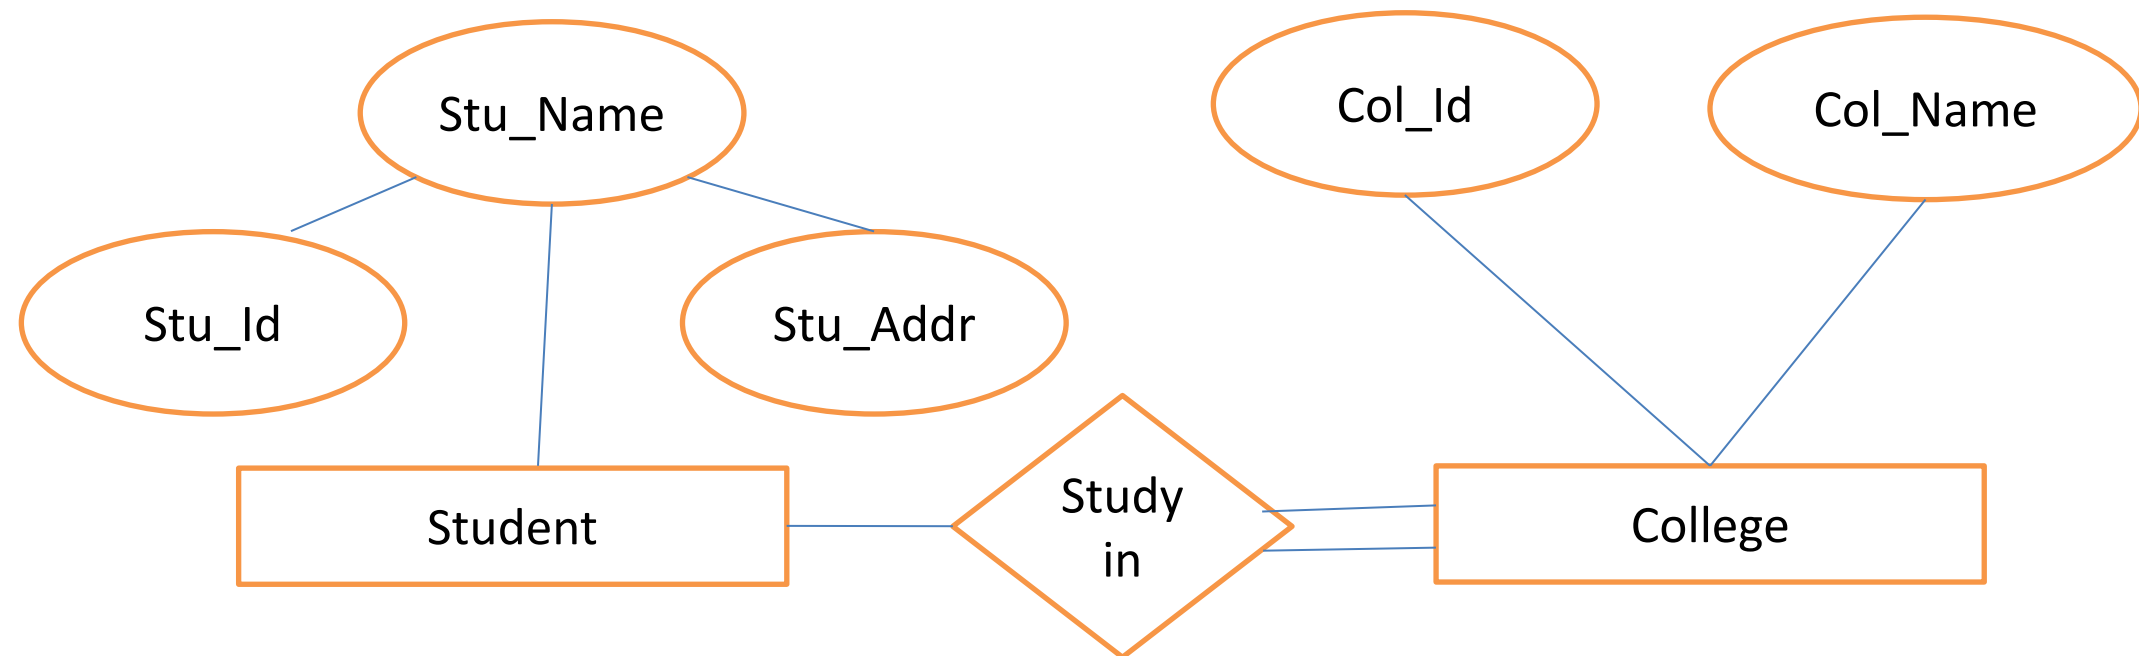 Stu_Name
Col_Id
Col_Name
Stu_Id
Stu_Addr
Student
Study
in
College